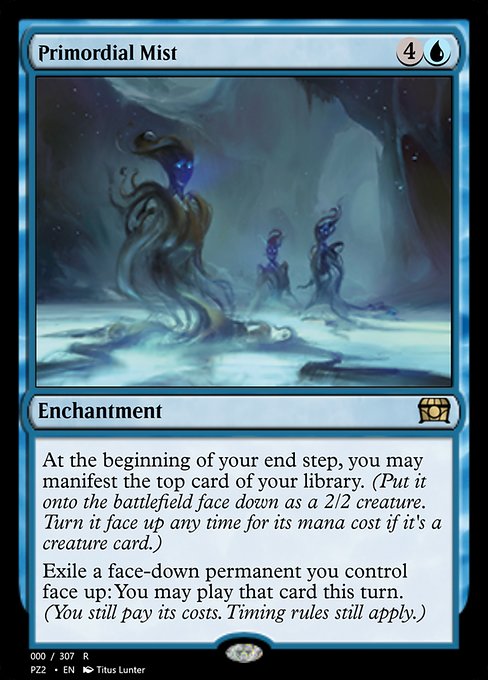 Primordial Mist 4
Enchantment
At the beginning of your end step, you may
manifest the top card of your library. (Put it
onto the battlefield face down as a 2/2 creature.
Turn it face up any time for its mana cost if it's a
creature card.)
Exile a face-down permanent you control
face up: You may play that card this turn.
(You still pay its costs. Timing rules still apply.)
000 / 307 R
PZ2 • EN Titus Lunter